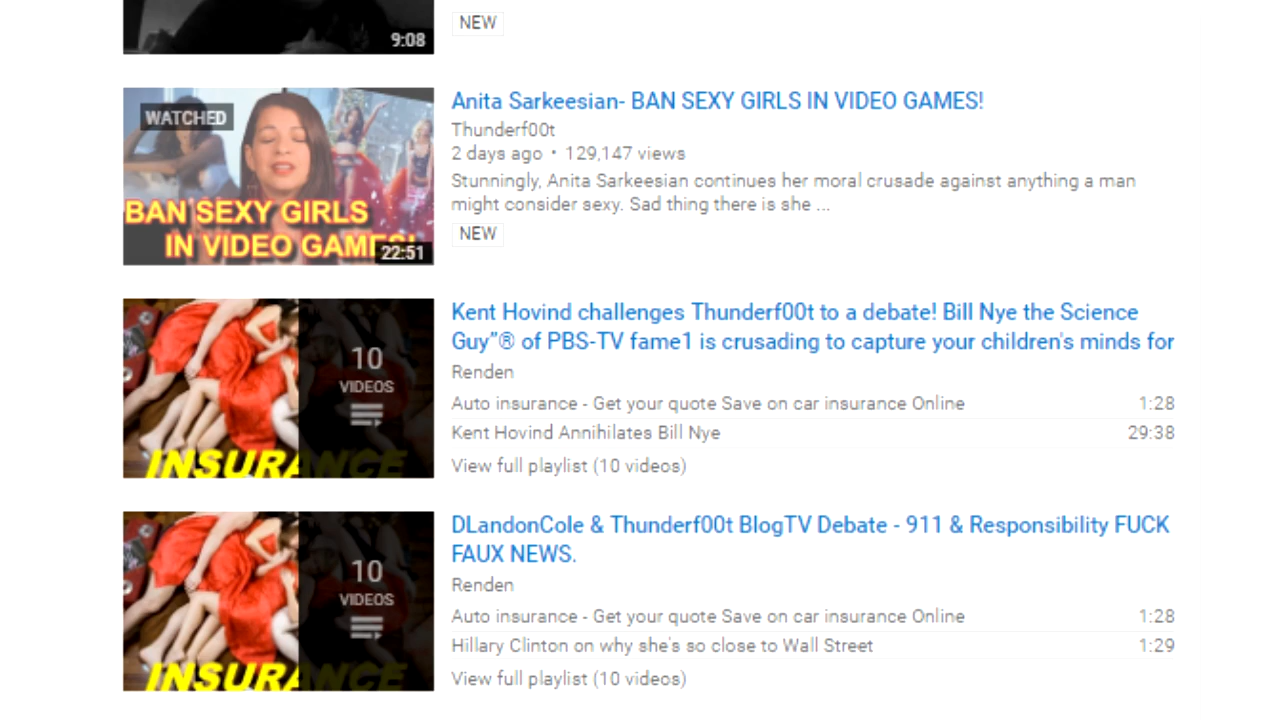 NEW
9:08
Anita Sarkeesian- BAN SEXY GIRLS IN VIDEO GAMES!
WATCHED
Thunderf00t
2 days ago • 129,147 views
Stunningly, Anita Sarkeesian continues her moral crusade against anything a man
might consider sexy. Sad thing there is she ...
BAN SEXY GIRLS
IN VIDEO GAMES!
22:51
NEW
Kent Hovind challenges Thunderf00t to a debate! Bill Nye the Science
Guy"® of PBS-TV fame1 is crusading to capture your children's minds for
10
VIDEOS
Renden
Auto insurance - Get your quote Save on car insurance Online 1:28
Kent Hovind Annihilates Bill Nye 29:38
View full playlist (10 videos)
INSURANCE
DLandonCole & Thunderf00t BlogTV Debate - 911 & Responsibility FUCK
FAUX NEWS.
10
VIDEOS
Renden
Auto insurance - Get your quote Save on car insurance Online 1:28
Hillary Clinton on why she's so close to Wall Street 1:29
View full playlist (10 videos)
INSURANCE